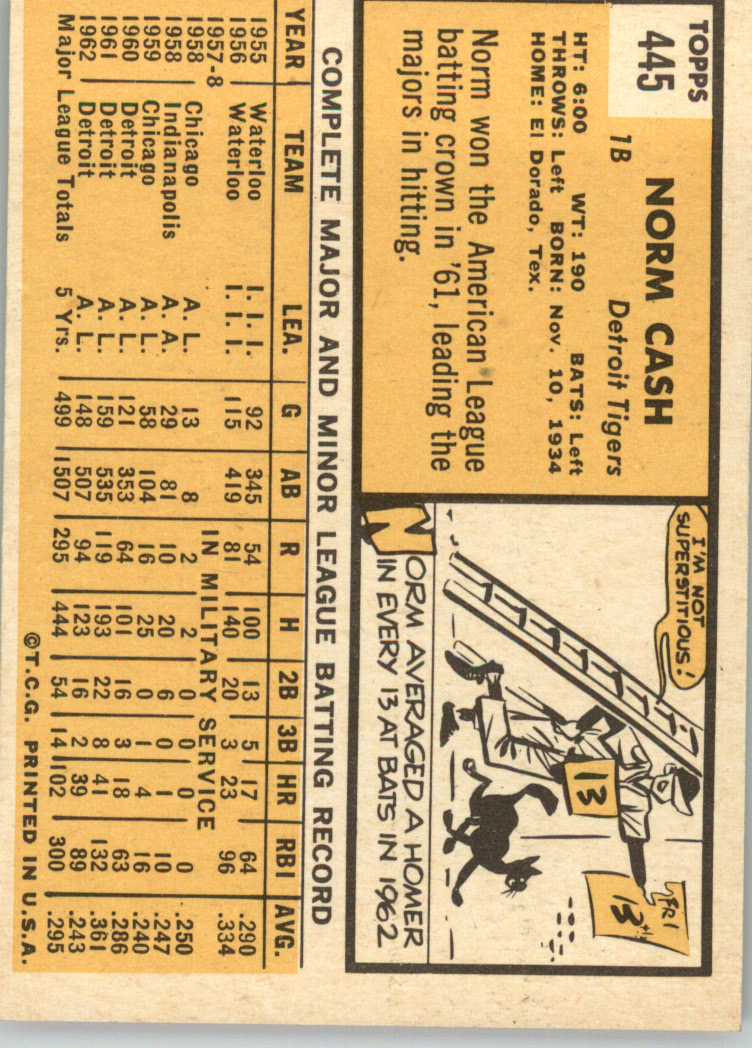 TOPPS
445
NORM CASH
1B Detroit Tigers
HT: 6:00 WT: 190 BATS: Left
THROWS: Left BORN: Nov. 10, 1934
HOME: El Dorado, Tex.
Norm won the American League
batting crown in '61, leading the
majors in hitting.
I'M NOT
SUPERSTITIOUS!
13
FRI
13th
NORM AVERAGED A HOMER
IN EVERY 13 AT BATS IN 1962
COMPLETE MAJOR AND MINOR LEAGUE BATTING RECORD
YEAR TEAM LEA. G AB R H 2B 3B HR RBI AVG.
1955 Waterloo I. I. I. 92 345 54 100 13 5 17 64 .290
1956 Waterloo I. I. I. 115 419 81 140 20 3 23 96 .334
1957-8 IN MILITARY SERVICE
1958 Chicago A. L. 13 8 2 2 0 0 0 0 .250
1958 Indianapolis A. A. 29 81 10 20 6 0 1 10 .247
1959 Chicago A. L. 58 104 16 25 0 1 4 16 .240
1960 Detroit A. L. 121 353 64 101 16 3 18 63 .286
1961 Detroit A. L. 159 535 119 193 22 8 41 132 .361
1962 Detroit A. L. 148 507 94 123 16 2 39 89 .243
Major League Totals 5 Yrs. 499 1507 295 444 54 14 102 300 .295
©T.C.G. PRINTED IN U.S.A.